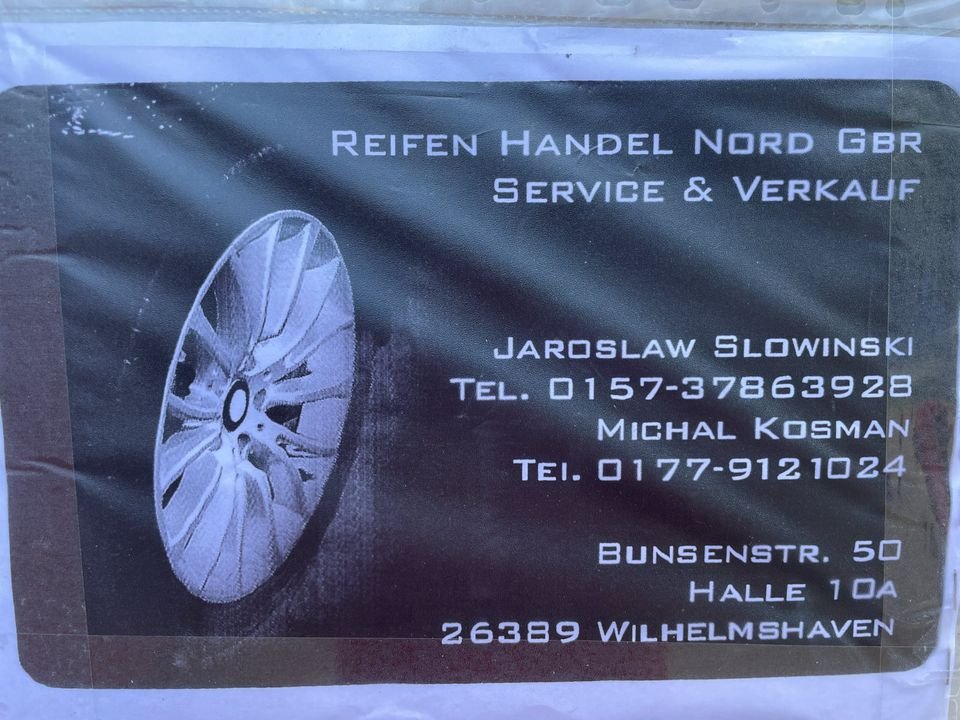 Reifen Handel Nord GbR
Service & Verkauf
Jaroslaw Slowinski
Tel. 0157-37863928
Michal Kosman
Tel. 0177-9121024
Bunsenstr. 50
Halle 10a
26389 Wilhelmshaven